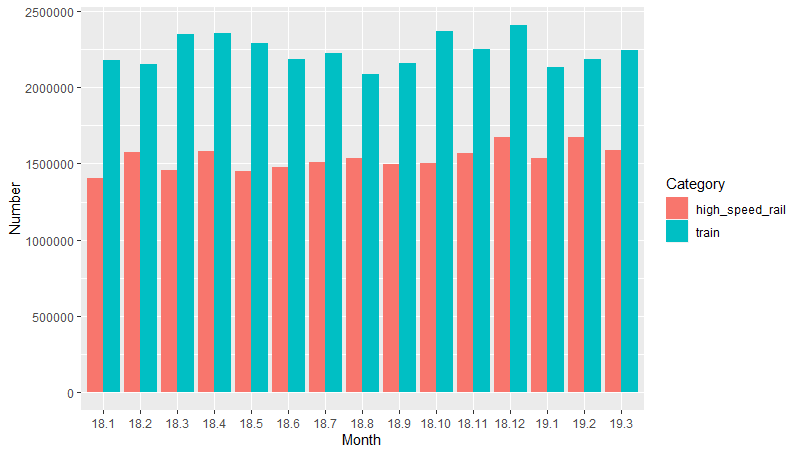 2500000
2000000
1500000
1000000
500000
0
Number
18.1 18.2 18.3 18.4 18.5 18.6 18.7 18.8 18.9 18.10 18.11 18.12 19.1 19.2 19.3
Month
Category
high_speed_rail
train